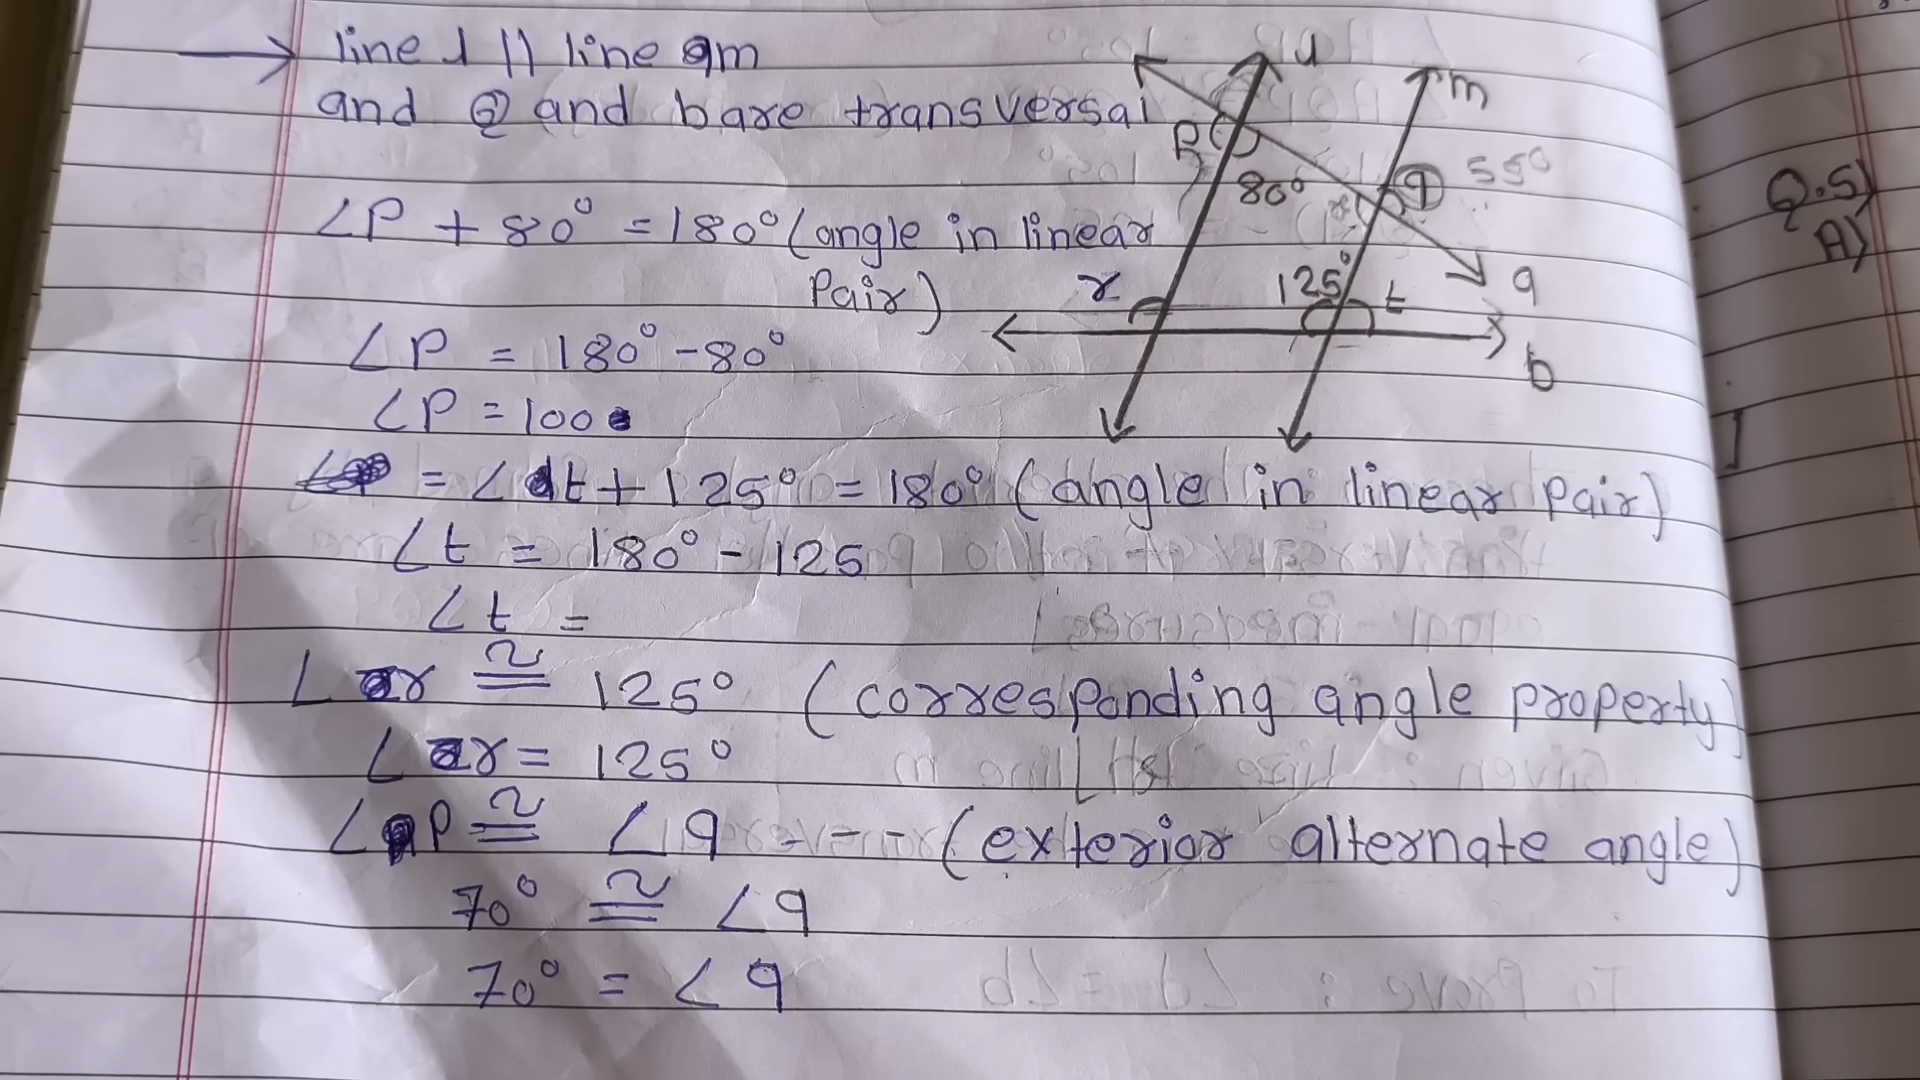 line l || line m
and Q and b are transversal
∠P + 80° = 180° (angle in linear
Pair)
∠P = 180° - 80°
∠P = 100
= ∠t + 125° = 180° (angle in linear pair)
∠t = 180° - 125
∠t =
∠r ≅ 125° (corresponding angle property)
∠r = 125°
∠P ≅ ∠q -- (exterior alternate angle)
70° ≅ ∠q
70° = ∠q
m
P
q
55°
80°
x
r
125°
t
q
b
Q.5)
A)